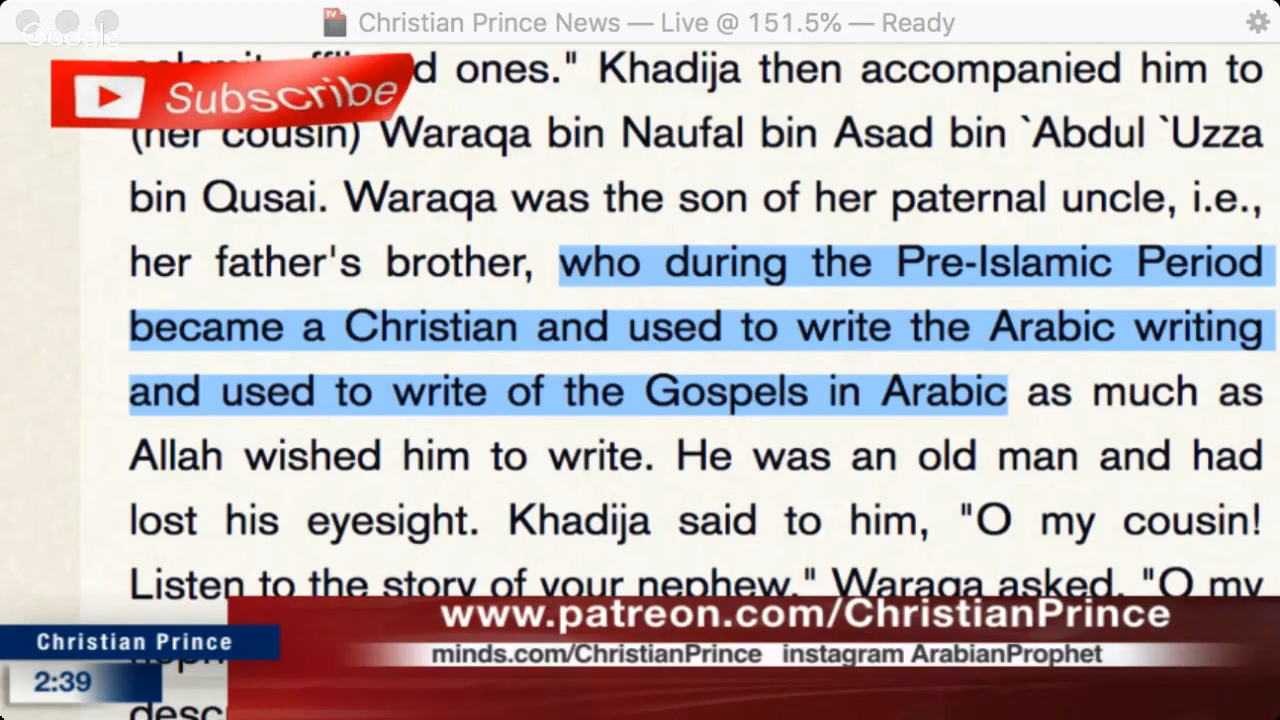 Christian Prince News — Live @ 151.5% — Ready
Google
d ones." Khadija then accompanied him to
Subscribe
(her cousin) Waraqa bin Naufal bin Asad bin `Abdul `Uzza
bin Qusai. Waraqa was the son of her paternal uncle, i.e.,
her father's brother, who during the Pre-Islamic Period
became a Christian and used to write the Arabic writing
and used to write of the Gospels in Arabic as much as
Allah wished him to write. He was an old man and had
lost his eyesight. Khadija said to him, "O my cousin!
Listen to the story of your nephew." Waraqa asked, "O my
www.patreon.com/ChristianPrince
Christian Prince
minds.com/ChristianPrince instagram ArabianProphet
2:39